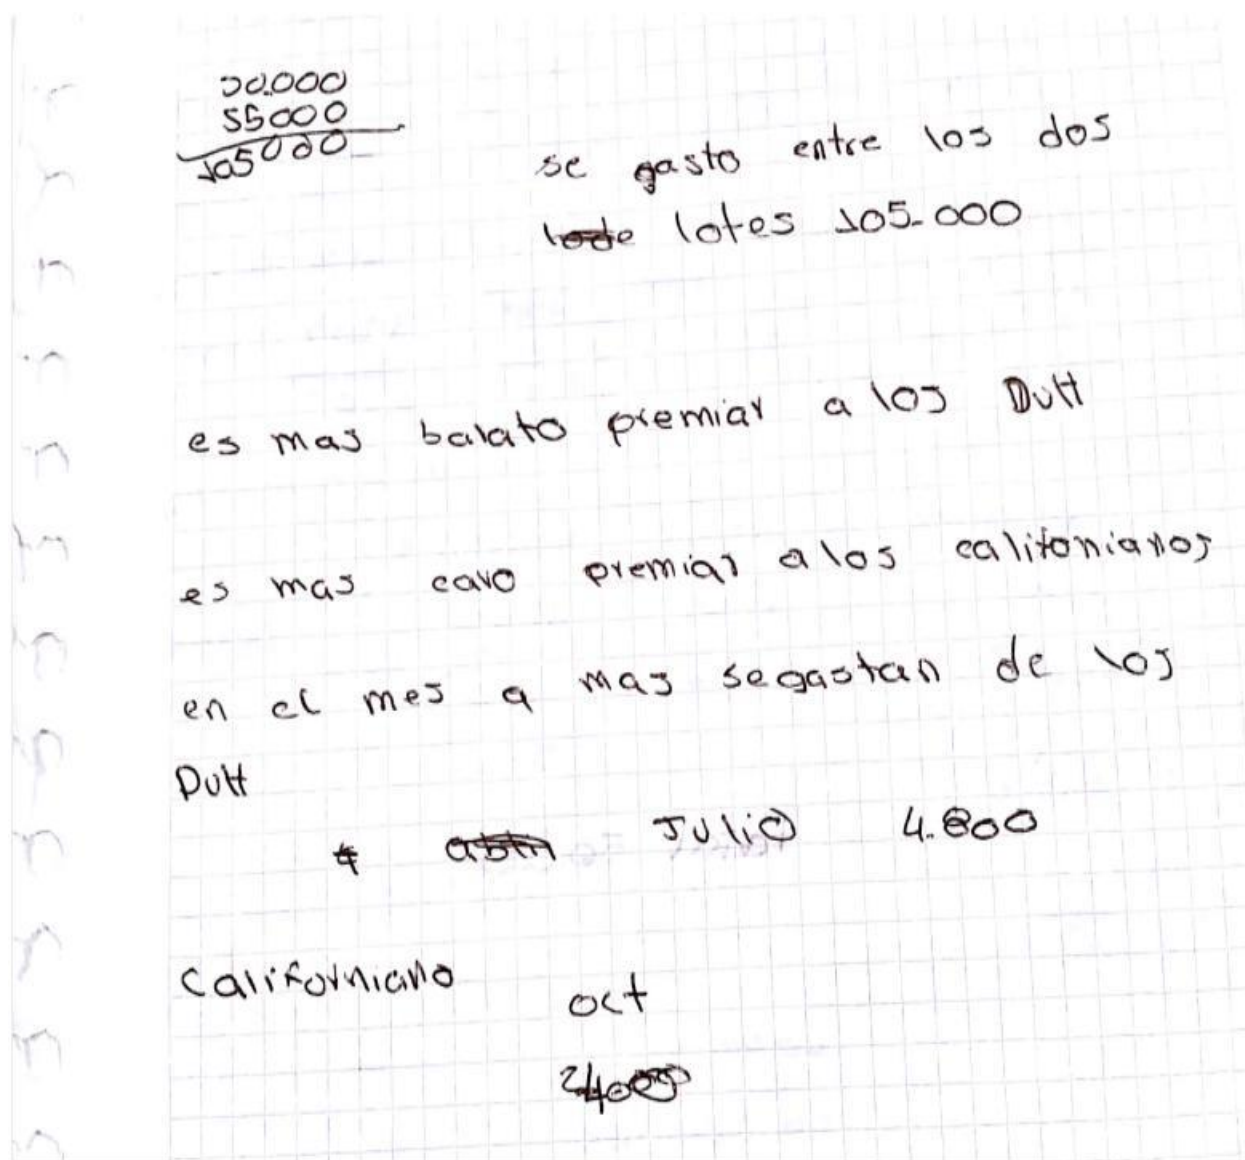 50.000
55000
105000
se gasto entre los dos
lotes 105.000
es mas balato premiar a los Dutt
es mas caro premiar a los califonianos
en el mes q mas segastan de los
Dutt
Julio 4.800
Californiano
oct